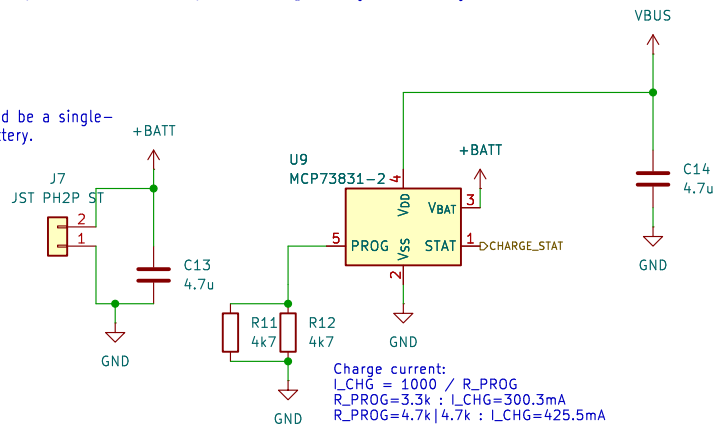 VBUS
d be a single-
ttery.
+BATT
J7
JST PH2P ST
2
1
C13
4.7u
GND
U9
MCP73831-2
+BATT
4
VDD
VBAT
3
5
PROG
VSS
STAT
1
CHARGE_STAT
2
GND
C14
4.7u
GND
R11
4k7
R12
4k7
GND
Charge current:
I_CHG = 1000 / R_PROG
R_PROG=3.3k : I_CHG=300.3mA
R_PROG=4.7k|4.7k : I_CHG=425.5mA